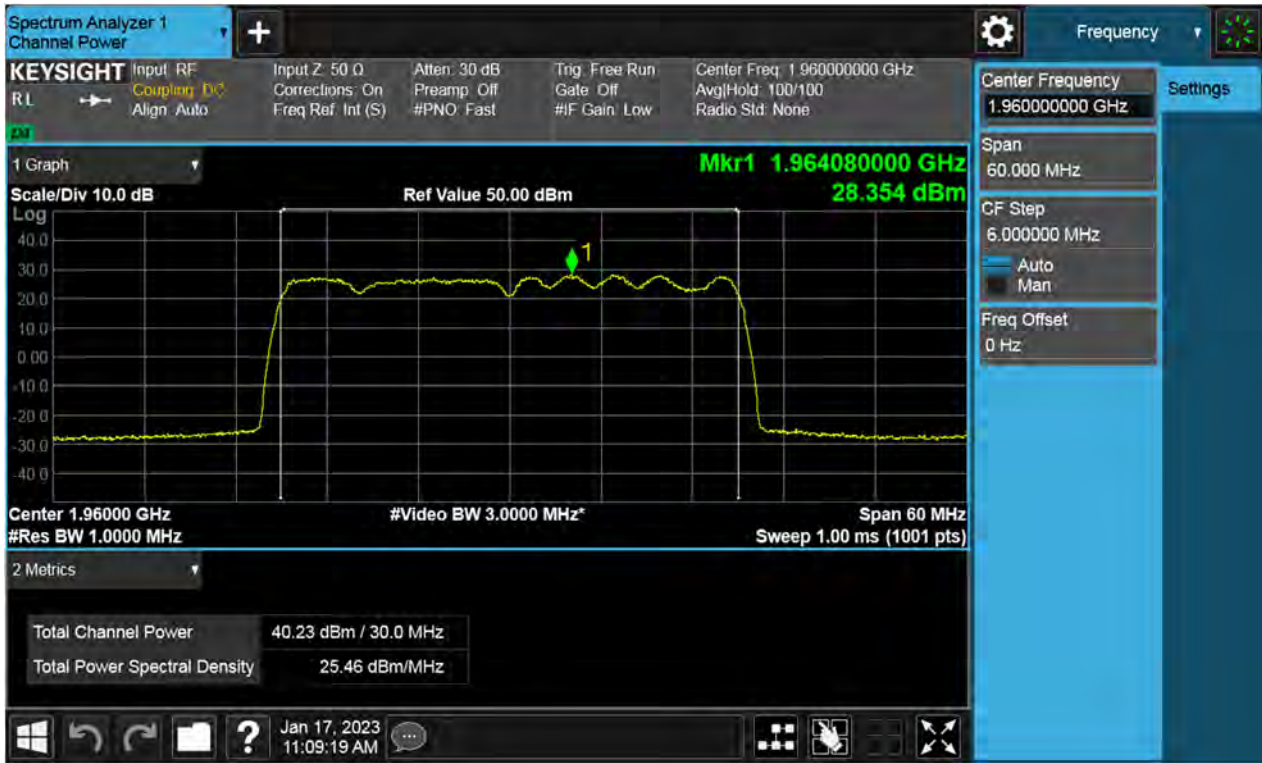 Spectrum Analyzer 1
Channel Power
+
Frequency
KEYSIGHT Input: RF Input Z: 50 Ω Atten: 30 dB Trig: Free Run Center Freq: 1.960000000 GHz
RL Coupling: DC Corrections: On Preamp: Off Gate: Off Avg|Hold: 100/100
Align: Auto Freq Ref: Int (S) #PNO: Fast #IF Gain: Low Radio Std: None
Center Frequency
1.960000000 GHz
Settings
Span
60.000 MHz
CF Step
6.000000 MHz
Auto
Man
Freq Offset
0 Hz
1 Graph
Mkr1 1.964080000 GHz
28.354 dBm
Scale/Div 10.0 dB Ref Value 50.00 dBm
Log
40.0
30.0
20.0
10.0
0.00
-10.0
-20.0
-30.0
-40.0
1
Center 1.96000 GHz #Video BW 3.0000 MHz* Span 60 MHz
#Res BW 1.0000 MHz Sweep 1.00 ms (1001 pts)
2 Metrics
Total Channel Power 40.23 dBm / 30.0 MHz
Total Power Spectral Density 25.46 dBm/MHz
? Jan 17, 2023
11:09:19 AM